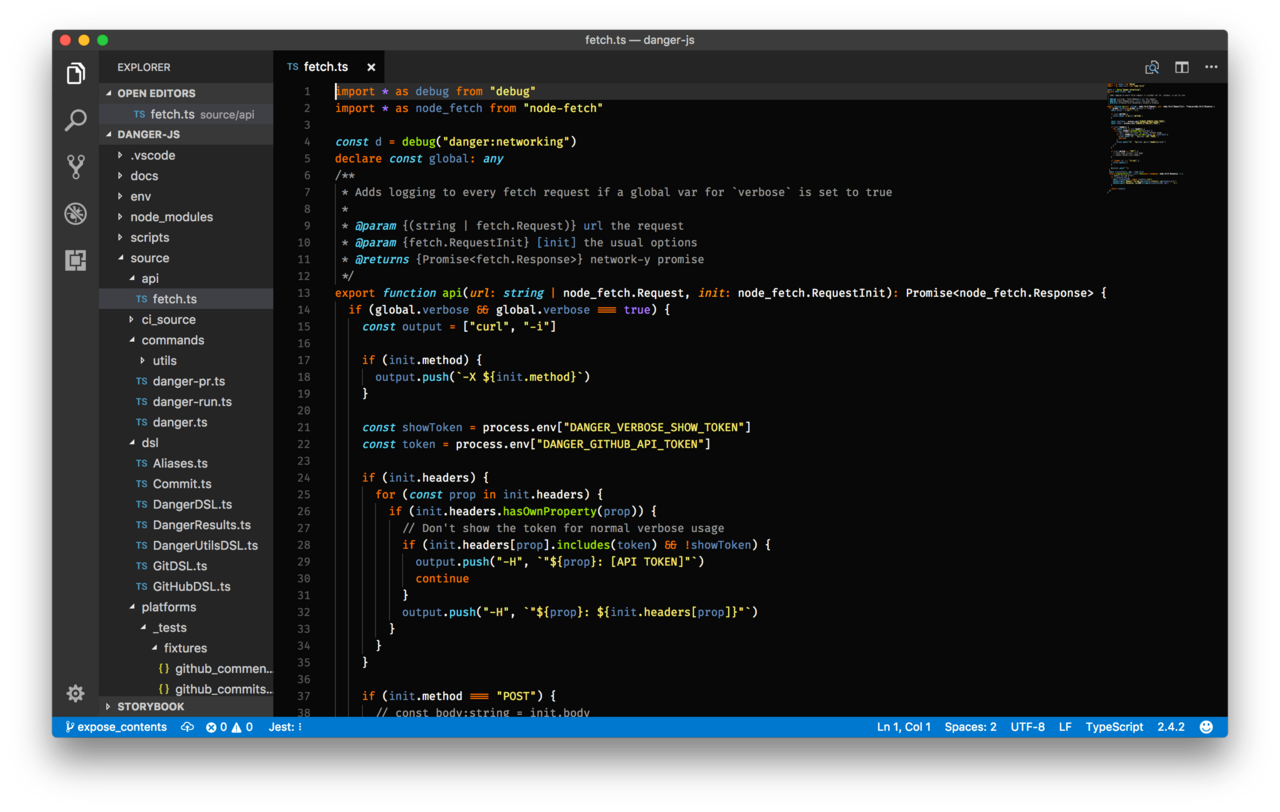 fetch.ts — danger-js
EXPLORER
OPEN EDITORS
TS fetch.ts source/api
DANGER-JS
.vscode
docs
env
node_modules
scripts
source
api
TS fetch.ts
ci_source
commands
utils
TS danger-pr.ts
TS danger-run.ts
TS danger.ts
dsl
TS Aliases.ts
TS Commit.ts
TS DangerDSL.ts
TS DangerResults.ts
TS DangerUtilsDSL.ts
TS GitDSL.ts
TS GitHubDSL.ts
platforms
_tests
fixtures
{} github_commen...
{} github_commits...
STORYBOOK
TS fetch.ts ×
1 import * as debug from "debug"
2 import * as node_fetch from "node-fetch"
3
4 const d = debug("danger:networking")
5 declare const global: any
6 /**
7  * Adds logging to every fetch request if a global var for `verbose` is set to true
8  *
9  * @param {(string | fetch.Request)} url the request
10  * @param {fetch.RequestInit} [init] the usual options
11  * @returns {Promise<fetch.Response>} network-y promise
12  */
13 export function api(url: string | node_fetch.Request, init: node_fetch.RequestInit): Promise<node_fetch.Response> {
14   if (global.verbose && global.verbose === true) {
15     const output = ["curl", "-i"]
16
17     if (init.method) {
18       output.push(`-X ${init.method}`)
19     }
20
21     const showToken = process.env["DANGER_VERBOSE_SHOW_TOKEN"]
22     const token = process.env["DANGER_GITHUB_API_TOKEN"]
23
24     if (init.headers) {
25       for (const prop in init.headers) {
26         if (init.headers.hasOwnProperty(prop)) {
27           // Don't show the token for normal verbose usage
28           if (init.headers[prop].includes(token) && !showToken) {
29             output.push("-H", `"${prop}: [API TOKEN]"`)
30             continue
31           }
32           output.push("-H", `"${prop}: ${init.headers[prop]}"`)
33         }
34       }
35     }
36
37     if (init.method === "POST") {
38       // const body:string = init.body
expose_contents 0 0 Jest: Ln 1, Col 1 Spaces: 2 UTF-8 LF TypeScript 2.4.2